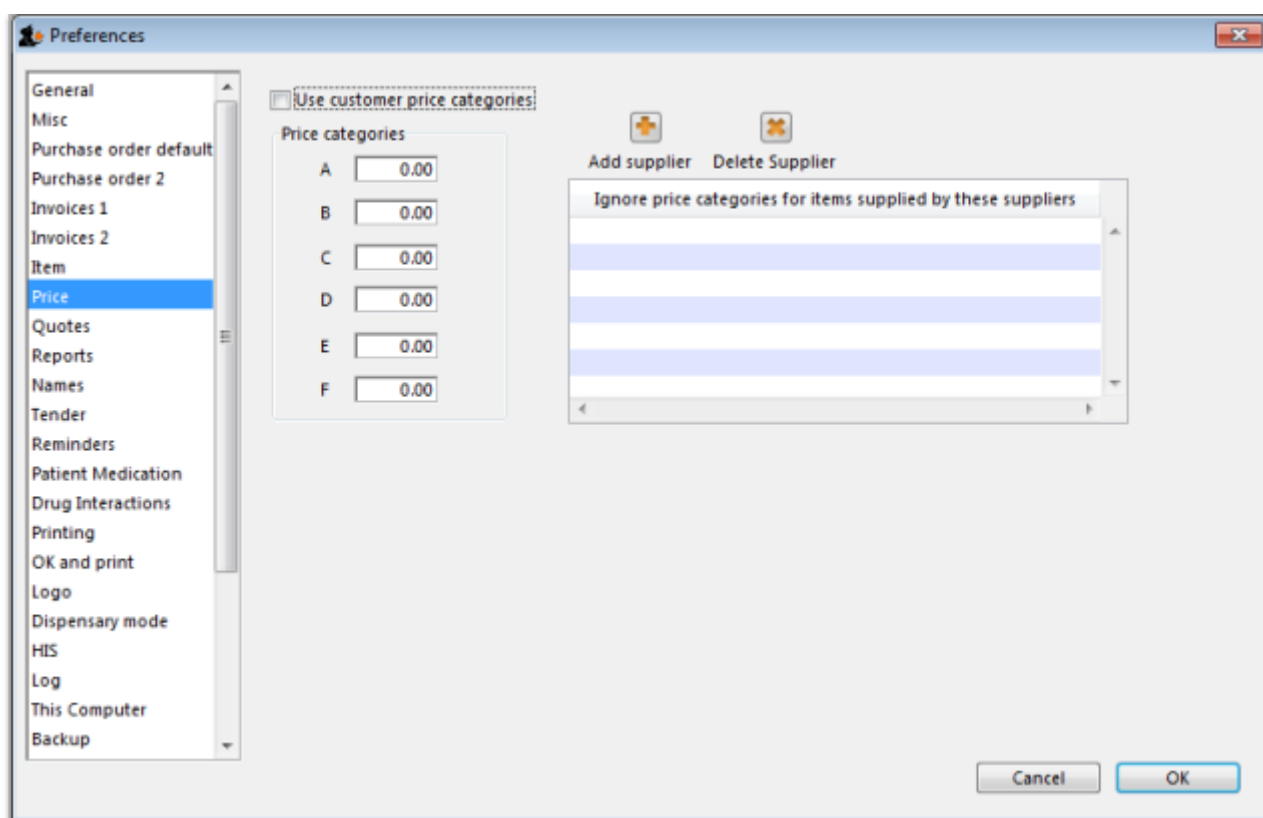 Preferences
General
Misc
Purchase order default
Purchase order 2
Invoices 1
Invoices 2
Item
Price
Quotes
Reports
Names
Tender
Reminders
Patient Medication
Drug Interactions
Printing
OK and print
Logo
Dispensary mode
HIS
Log
This Computer
Backup
Use customer price categories
Price categories
A 0.00
B 0.00
C 0.00
D 0.00
E 0.00
F 0.00
Add supplier Delete Supplier
Ignore price categories for items supplied by these suppliers
Cancel OK